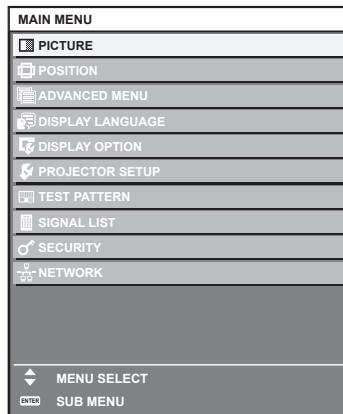 MAIN MENU
PICTURE
POSITION
ADVANCED MENU
DISPLAY LANGUAGE
DISPLAY OPTION
PROJECTOR SETUP
TEST PATTERN
SIGNAL LIST
SECURITY
NETWORK
MENU SELECT
ENTER SUB MENU